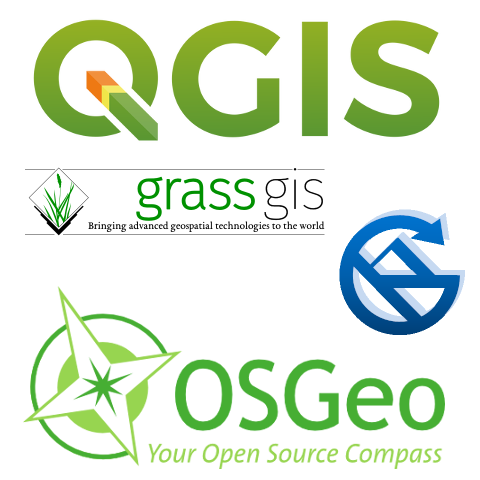 QGIS
grass gis
Bringing advanced geospatial technologies to the world
OSGeo
Your Open Source Compass